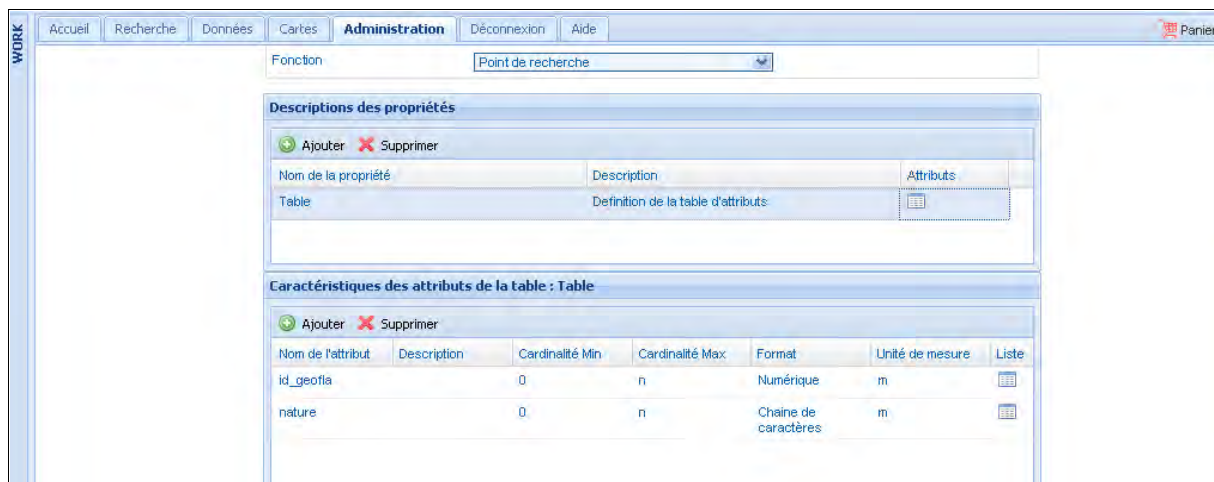 WORK
Accueil Recherche Données Cartes Administration Déconnexion Aide Panier
Fonction Point de recherche
Descriptions des propriétés
Ajouter Supprimer
Nom de la propriété Description Attributs
Table Definition de la table d'attributs
Caractéristiques des attributs de la table : Table
Ajouter Supprimer
Nom de l'attribut Description Cardinalité Min Cardinalité Max Format Unité de mesure Liste
id_geofla 0 n Numérique m
nature 0 n Chaine de m
caractères